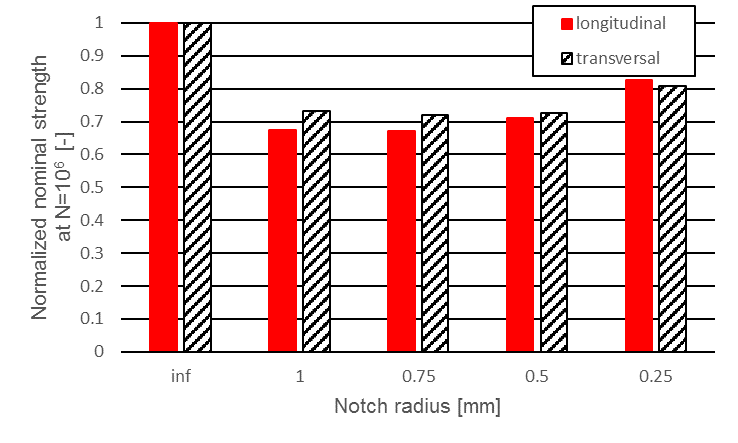 longitudinal
transversal
Normalized nominal strength
at N=10⁶ [-]
1
0.9
0.8
0.7
0.6
0.5
0.4
0.3
0.2
0.1
0
inf 1 0.75 0.5 0.25
Notch radius [mm]